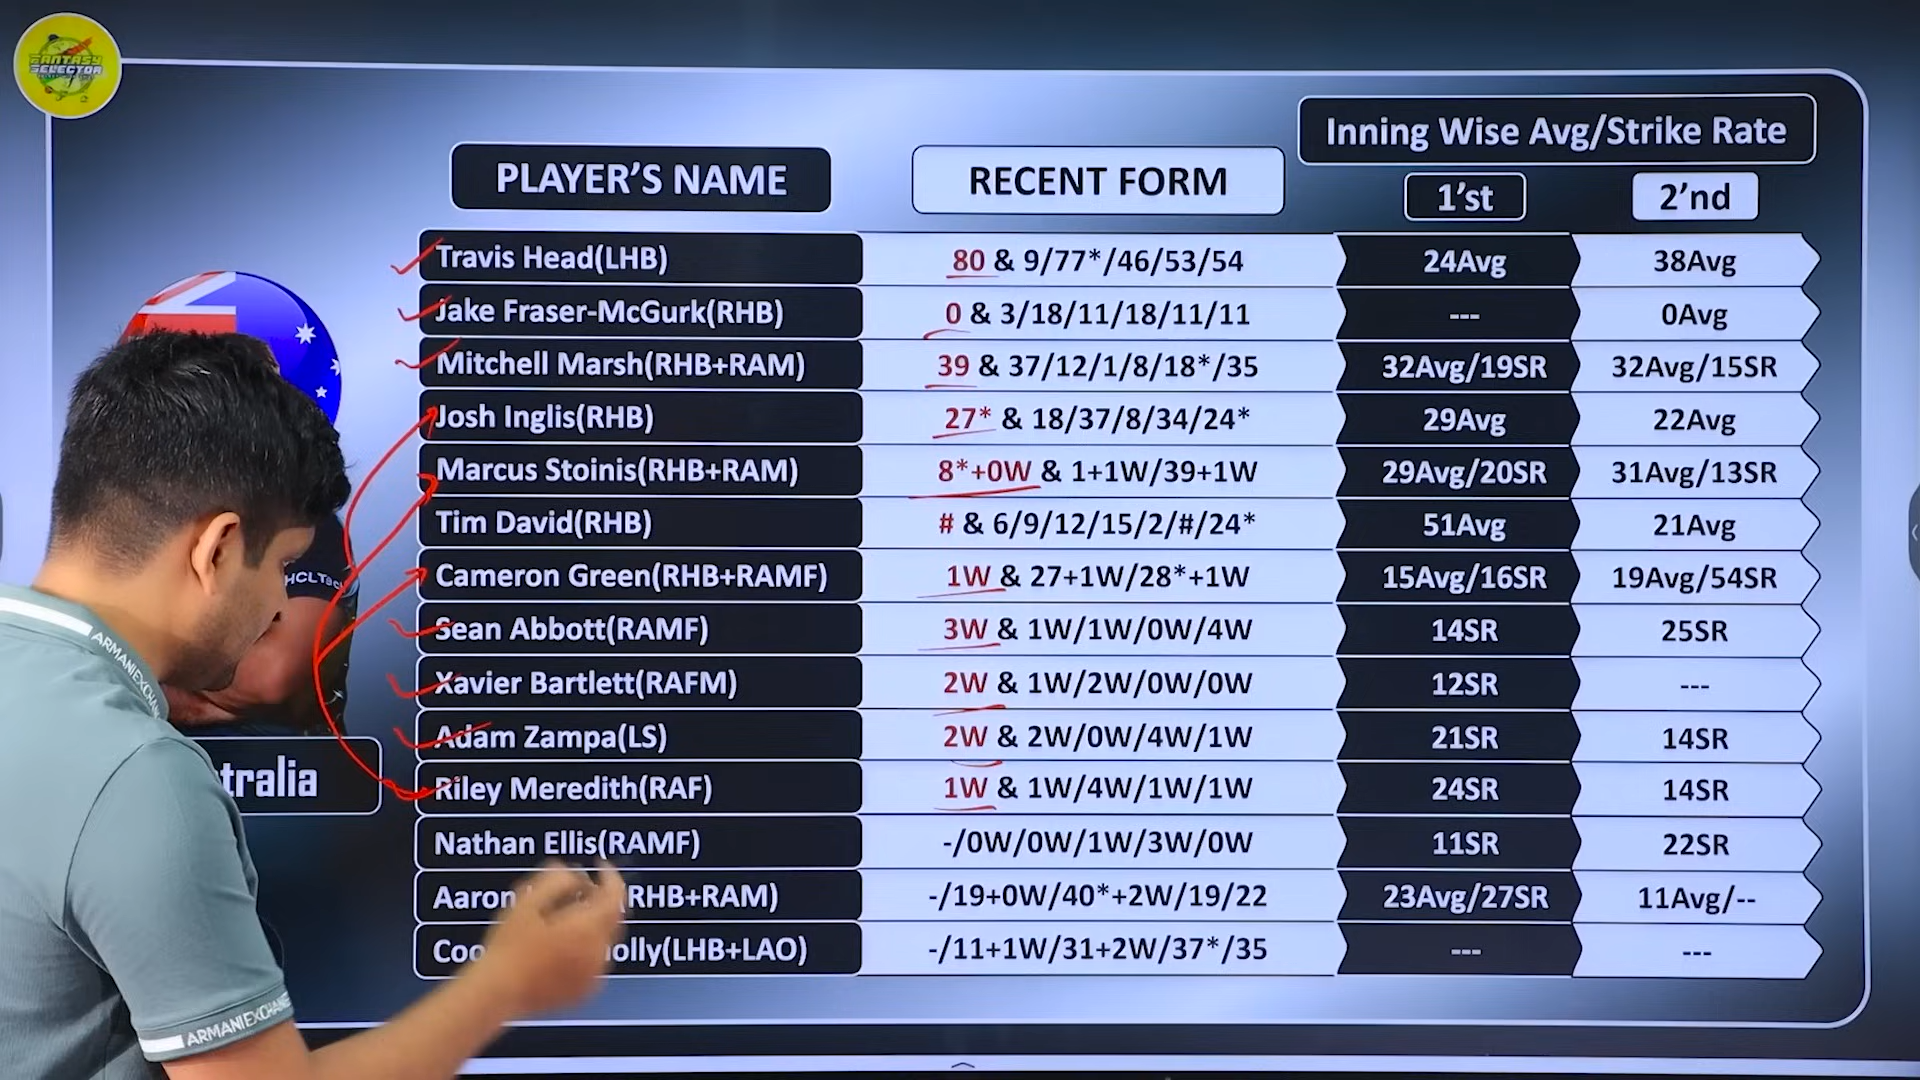 FANTASY
SELECTOR
Inning Wise Avg/Strike Rate
PLAYER'S NAME
RECENT FORM
1'st
2'nd
Travis Head(LHB) 80 & 9/77*/46/53/54 24Avg 38Avg
Jake Fraser-McGurk(RHB) 0 & 3/18/11/18/11/11 --- 0Avg
Mitchell Marsh(RHB+RAM) 39 & 37/12/1/8/18*/35 32Avg/19SR 32Avg/15SR
Josh Inglis(RHB) 27* & 18/37/8/34/24* 29Avg 22Avg
Marcus Stoinis(RHB+RAM) 8*+0W & 1+1W/39+1W 29Avg/20SR 31Avg/13SR
Tim David(RHB) # & 6/9/12/15/2/#/24* 51Avg 21Avg
Cameron Green(RHB+RAMF) 1W & 27+1W/28*+1W 15Avg/16SR 19Avg/54SR
Sean Abbott(RAMF) 3W & 1W/1W/0W/4W 14SR 25SR
Xavier Bartlett(RAFM) 2W & 1W/2W/0W/0W 12SR ---
Adam Zampa(LS) 2W & 2W/0W/4W/1W 21SR 14SR
Riley Meredith(RAF) 1W & 1W/4W/1W/1W 24SR 14SR
Nathan Ellis(RAMF) -/0W/0W/1W/3W/0W 11SR 22SR
Aaron (RHB+RAM) -/19+0W/40*+2W/19/22 23Avg/27SR 11Avg/--
Coo olly(LHB+LAO) -/11+1W/31+2W/37*/35 --- ---
HCLTec
tralia
ARMANI EXCHANGE
ARMANI EXCHANGE